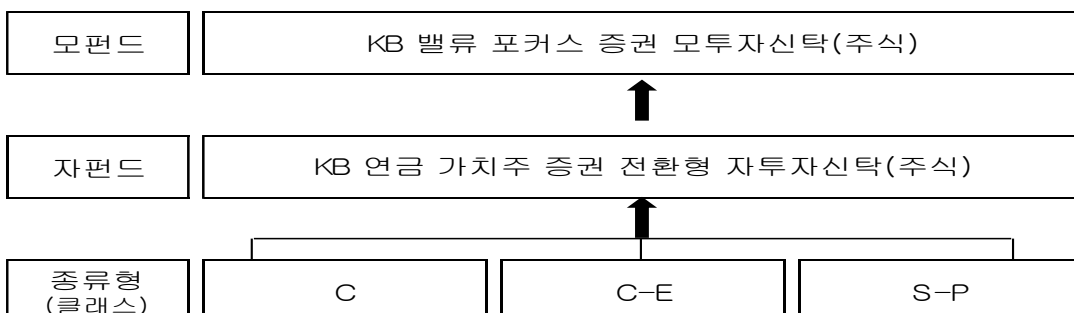 모펀드
KB 밸류 포커스 증권 모투자신탁(주식)
자펀드
KB 연금 가치주 증권 전환형 자투자신탁(주식)
종류형
(클래스)
C
C-E
S-P